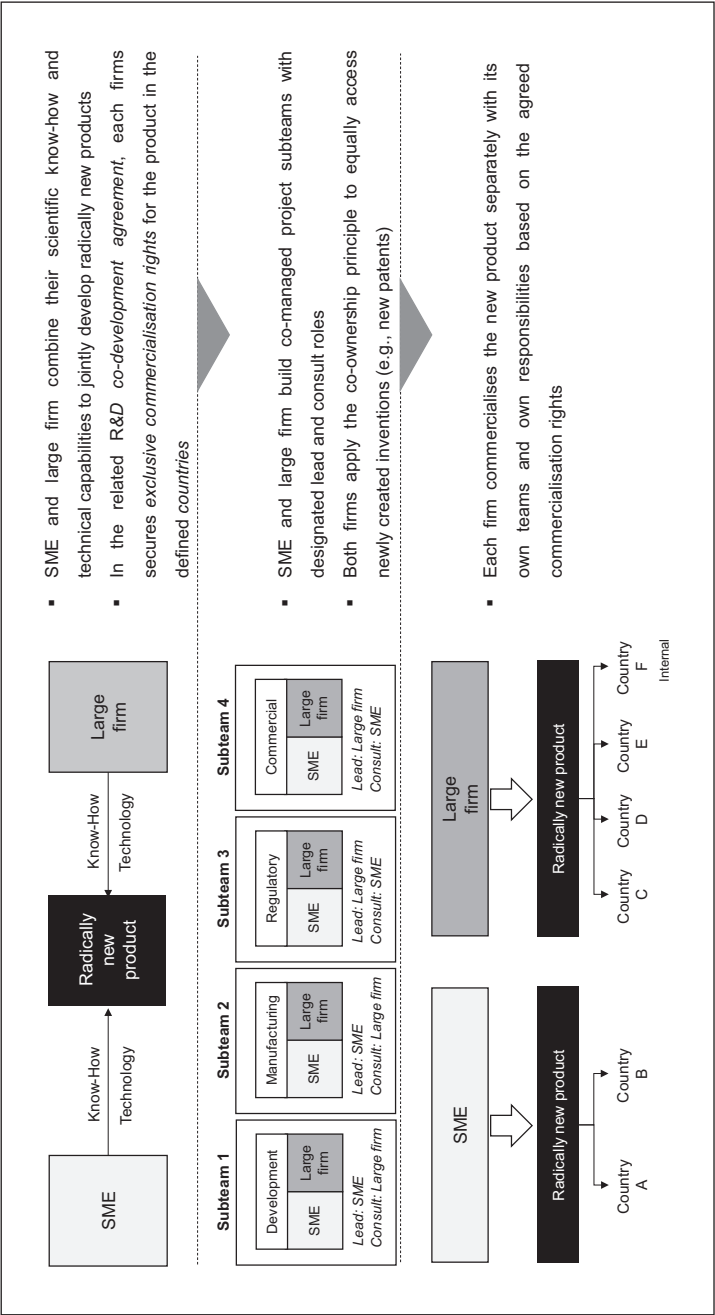 SME
Know-How
Technology
Radically
new
product
Know-How
Technology
Large
firm
▪ SME and large firm combine their scientific know-how and
technical capabilities to jointly develop radically new products
▪ In the related R&D co-development agreement, each firms
secures exclusive commercialisation rights for the product in the
defined countries
Subteam 1
Development
SME
Large
firm
Lead: SME
Consult: Large firm
Subteam 2
Manufacturing
SME
Large
firm
Lead: SME
Consult: Large firm
Subteam 3
Regulatory
SME
Large
firm
Lead: Large firm
Consult: SME
Subteam 4
Commercial
SME
Large
firm
Lead: Large firm
Consult: SME
▪ SME and large firm build co-managed project subteams with
designated lead and consult roles
▪ Both firms apply the co-ownership principle to equally access
newly created inventions (e.g., new patents)
SME
Radically new product
Country
A
Country
B
Large
firm
Radically new product
Country
C
Country
D
Country
E
Country
F
Internal
▪ Each firm commercialises the new product separately with its
own teams and own responsibilities based on the agreed
commercialisation rights